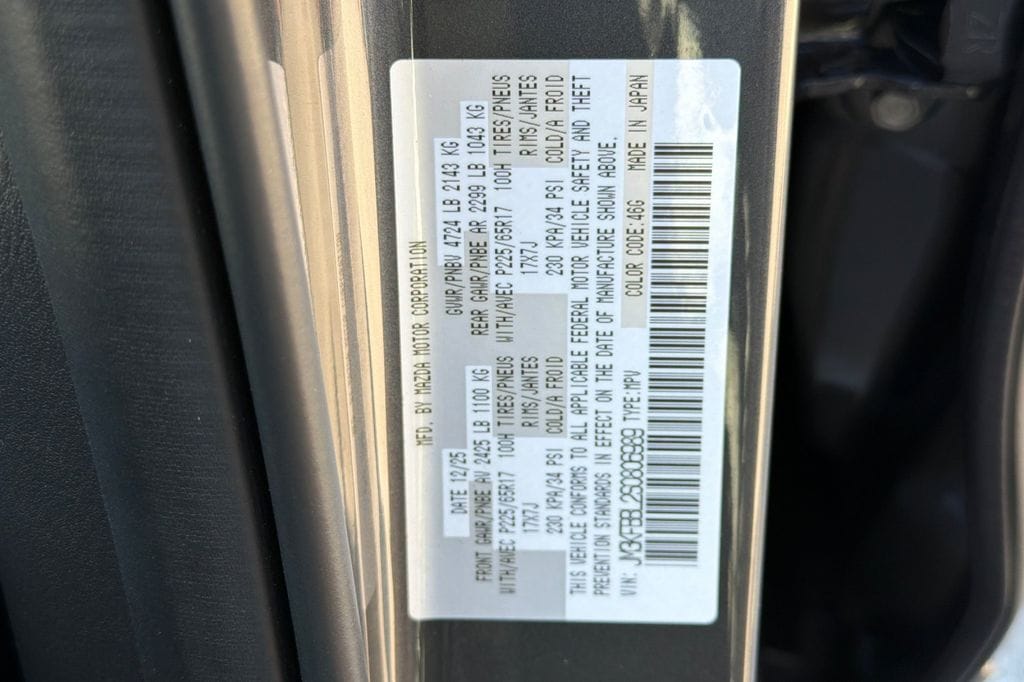 MFD. BY MAZDA MOTOR CORPORATION
DATE 12/25 GVWR/PNBV 4724 LB 2143 KG
FRONT GAWR/PNBE AV 2425 LB 1100 KG REAR GAWR/PNBE AR 2299 LB 1043 KG
WITH/AVEC P225/65R17 100H TIRES/PNEUS WITH/AVEC P225/65R17 100H TIRES/PNEUS
17X7J RIMS/JANTES 17X7J RIMS/JANTES
230 KPA/34 PSI COLD/A FROID 230 KPA/34 PSI COLD/A FROID
THIS VEHICLE CONFORMS TO ALL APPLICABLE FEDERAL MOTOR VEHICLE SAFETY AND THEFT
PREVENTION STANDARDS IN EFFECT ON THE DATE OF MANUFACTURE SHOWN ABOVE.
VIN: JM3KFBBL2S0806989 TYPE:MPV COLOR CODE:46G MADE IN JAPAN